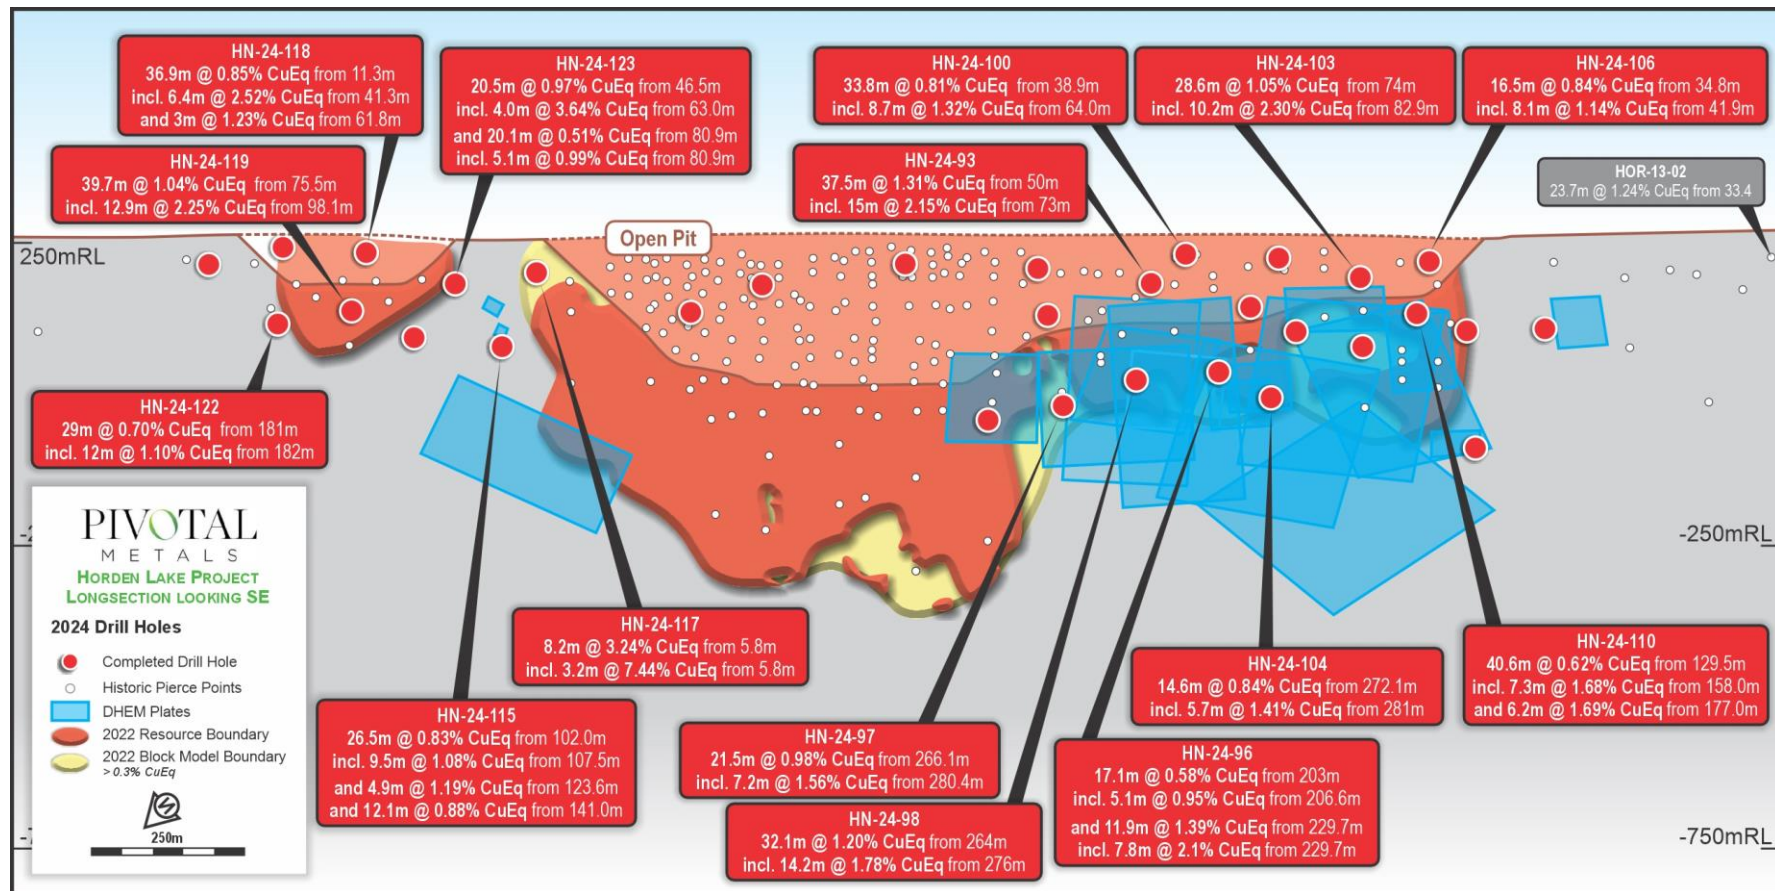 HN-24-118
36.9m @ 0.85% CuEq from 11.3m
incl. 6.4m @ 2.52% CuEq from 41.3m
and 3m @ 1.23% CuEq from 61.8m
HN-24-123
20.5m @ 0.97% CuEq from 46.5m
incl. 4.0m @ 3.64% CuEq from 63.0m
and 20.1m @ 0.51% CuEq from 80.9m
incl. 5.1m @ 0.99% CuEq from 80.9m
HN-24-100
33.8m @ 0.81% CuEq from 38.9m
incl. 8.7m @ 1.32% CuEq from 64.0m
HN-24-103
28.6m @ 1.05% CuEq from 74m
incl. 10.2m @ 2.30% CuEq from 82.9m
HN-24-106
16.5m @ 0.84% CuEq from 34.8m
incl. 8.1m @ 1.14% CuEq from 41.9m
HN-24-119
39.7m @ 1.04% CuEq from 75.5m
incl. 12.9m @ 2.25% CuEq from 98.1m
HN-24-93
37.5m @ 1.31% CuEq from 50m
incl. 15m @ 2.15% CuEq from 73m
HOR-13-02
23.7m @ 1.24% CuEq from 33.4
Open Pit
250mRL
HN-24-122
29m @ 0.70% CuEq from 181m
incl. 12m @ 1.10% CuEq from 182m
-250mRL
PIVOTAL
METALS
HORDEN LAKE PROJECT
LONGSECTION LOOKING SE
2024 Drill Holes
Completed Drill Hole
Historic Pierce Points
DHEM Plates
2022 Resource Boundary
2022 Block Model Boundary
> 0.3% CuEq
250m
HN-24-117
8.2m @ 3.24% CuEq from 5.8m
incl. 3.2m @ 7.44% CuEq from 5.8m
HN-24-115
26.5m @ 0.83% CuEq from 102.0m
incl. 9.5m @ 1.08% CuEq from 107.5m
and 4.9m @ 1.19% CuEq from 123.6m
and 12.1m @ 0.88% CuEq from 141.0m
HN-24-97
21.5m @ 0.98% CuEq from 266.1m
incl. 7.2m @ 1.56% CuEq from 280.4m
HN-24-98
32.1m @ 1.20% CuEq from 264m
incl. 14.2m @ 1.78% CuEq from 276m
HN-24-104
14.6m @ 0.84% CuEq from 272.1m
incl. 5.7m @ 1.41% CuEq from 281m
HN-24-96
17.1m @ 0.58% CuEq from 203m
incl. 5.1m @ 0.95% CuEq from 206.6m
and 11.9m @ 1.39% CuEq from 229.7m
incl. 7.8m @ 2.1% CuEq from 229.7m
HN-24-110
40.6m @ 0.62% CuEq from 129.5m
incl. 7.3m @ 1.68% CuEq from 158.0m
and 6.2m @ 1.69% CuEq from 177.0m
-750mRL